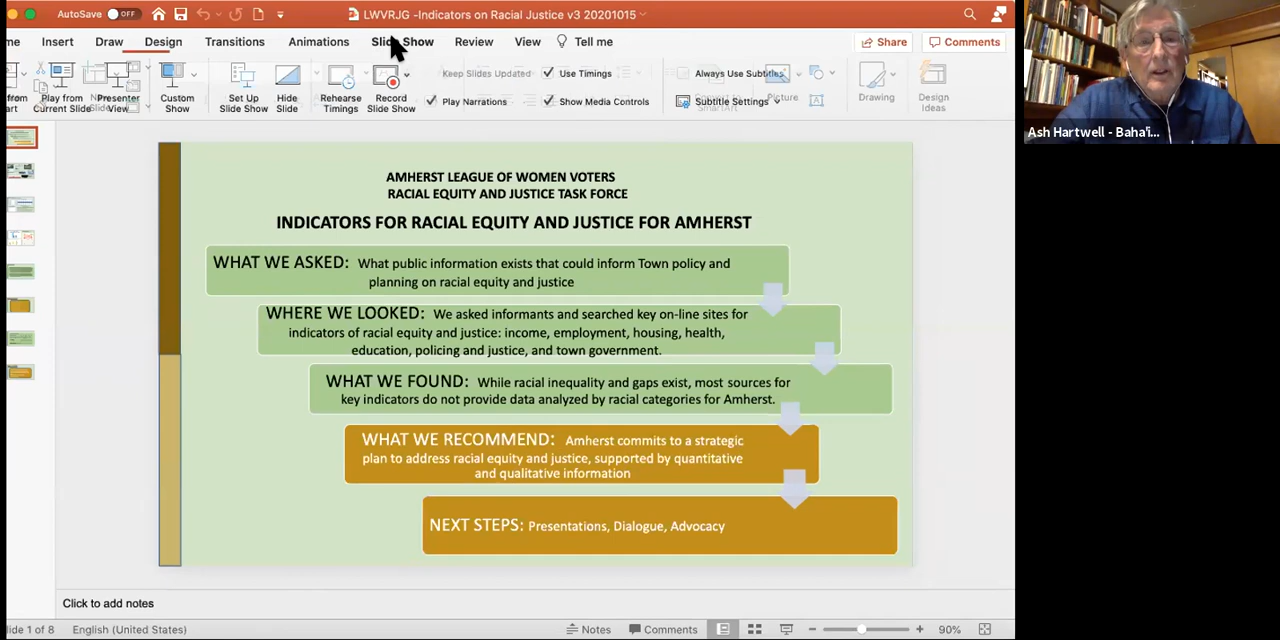 AutoSave OFF
LWVRJG -Indicators on Racial Justice v3 20201015
me Insert Draw Design Transitions Animations Slide Show Review View Tell me
Share Comments
Keep Slides Updated Use Timings Always Use Subtitles
Play from Current Slide Presenter View Custom Show Set Up Slide Show Hide Slide Rehearse Timings Record Slide Show Play Narrations Show Media Controls Subtitle Settings Picture Drawing Design Ideas
AMHERST LEAGUE OF WOMEN VOTERS
RACIAL EQUITY AND JUSTICE TASK FORCE
INDICATORS FOR RACIAL EQUITY AND JUSTICE FOR AMHERST
WHAT WE ASKED: What public information exists that could inform Town policy and
planning on racial equity and justice
WHERE WE LOOKED: We asked informants and searched key on-line sites for
indicators of racial equity and justice: income, employment, housing, health,
education, policing and justice, and town government.
WHAT WE FOUND: While racial inequality and gaps exist, most sources for
key indicators do not provide data analyzed by racial categories for Amherst.
WHAT WE RECOMMEND: Amherst commits to a strategic
plan to address racial equity and justice, supported by quantitative
and qualitative information
NEXT STEPS: Presentations, Dialogue, Advocacy
Click to add notes
lide 1 of 8 English (United States) Notes Comments 90%
Ash Hartwell - Baha'i...